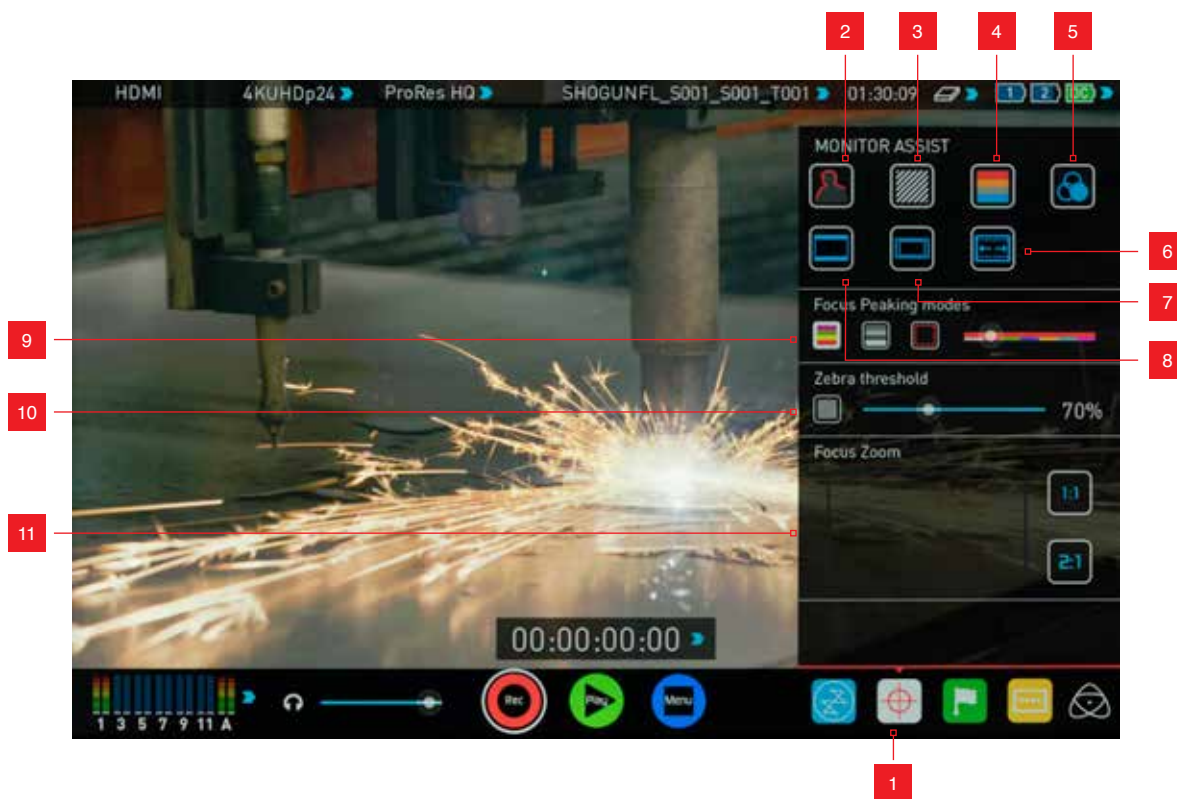 2
3
4
5
HDMI 4KUHDp24 ProRes HQ SHOGUNFL_S001_S001_T001 01:30:09 1 2 DC
MONITOR ASSIST
6
7
Focus Peaking modes
9
8
Zebra threshold
10
70%
Focus Zoom
1:1
11
2:1
00:00:00:00
Rec
Play
Menu
1 3 5 7 9 11 A
1